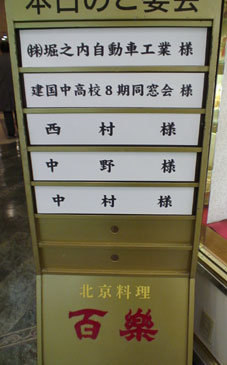 本日のご宴会
㈱堀之内自動車工業 様
建国中高校8期同窓会 様
西村 様
中野 様
中村 様
北京料理
百樂